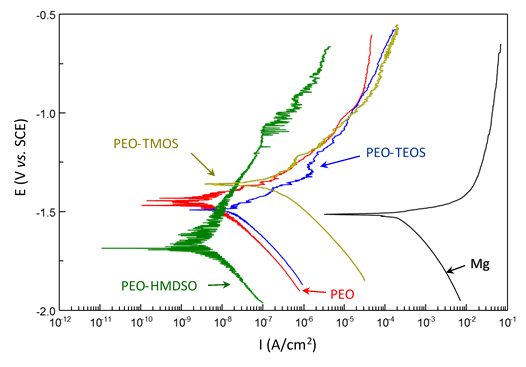 -0.5
-1.0
-1.5
-2.0
E (V vs. SCE)
PEO-TMOS
PEO-TEOS
PEO-HMDSO
PEO
Mg
10⁻¹² 10⁻¹¹ 10⁻¹⁰ 10⁻⁹ 10⁻⁸ 10⁻⁷ 10⁻⁶ 10⁻⁵ 10⁻⁴ 10⁻³ 10⁻² 10⁻¹
I (A/cm²)